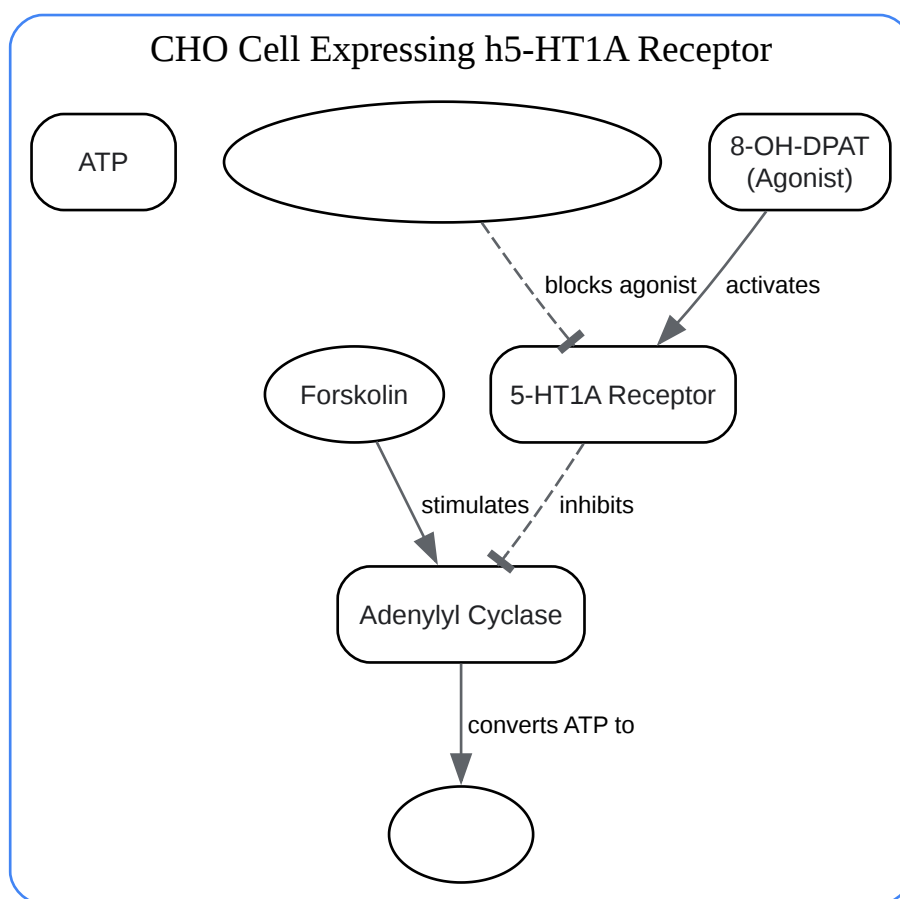 CHO Cell Expressing h5-HT1A Receptor
ATP
8-OH-DPAT
(Agonist)
blocks agonist
activates
Forskolin
5-HT1A Receptor
stimulates
inhibits
Adenylyl Cyclase
converts ATP to